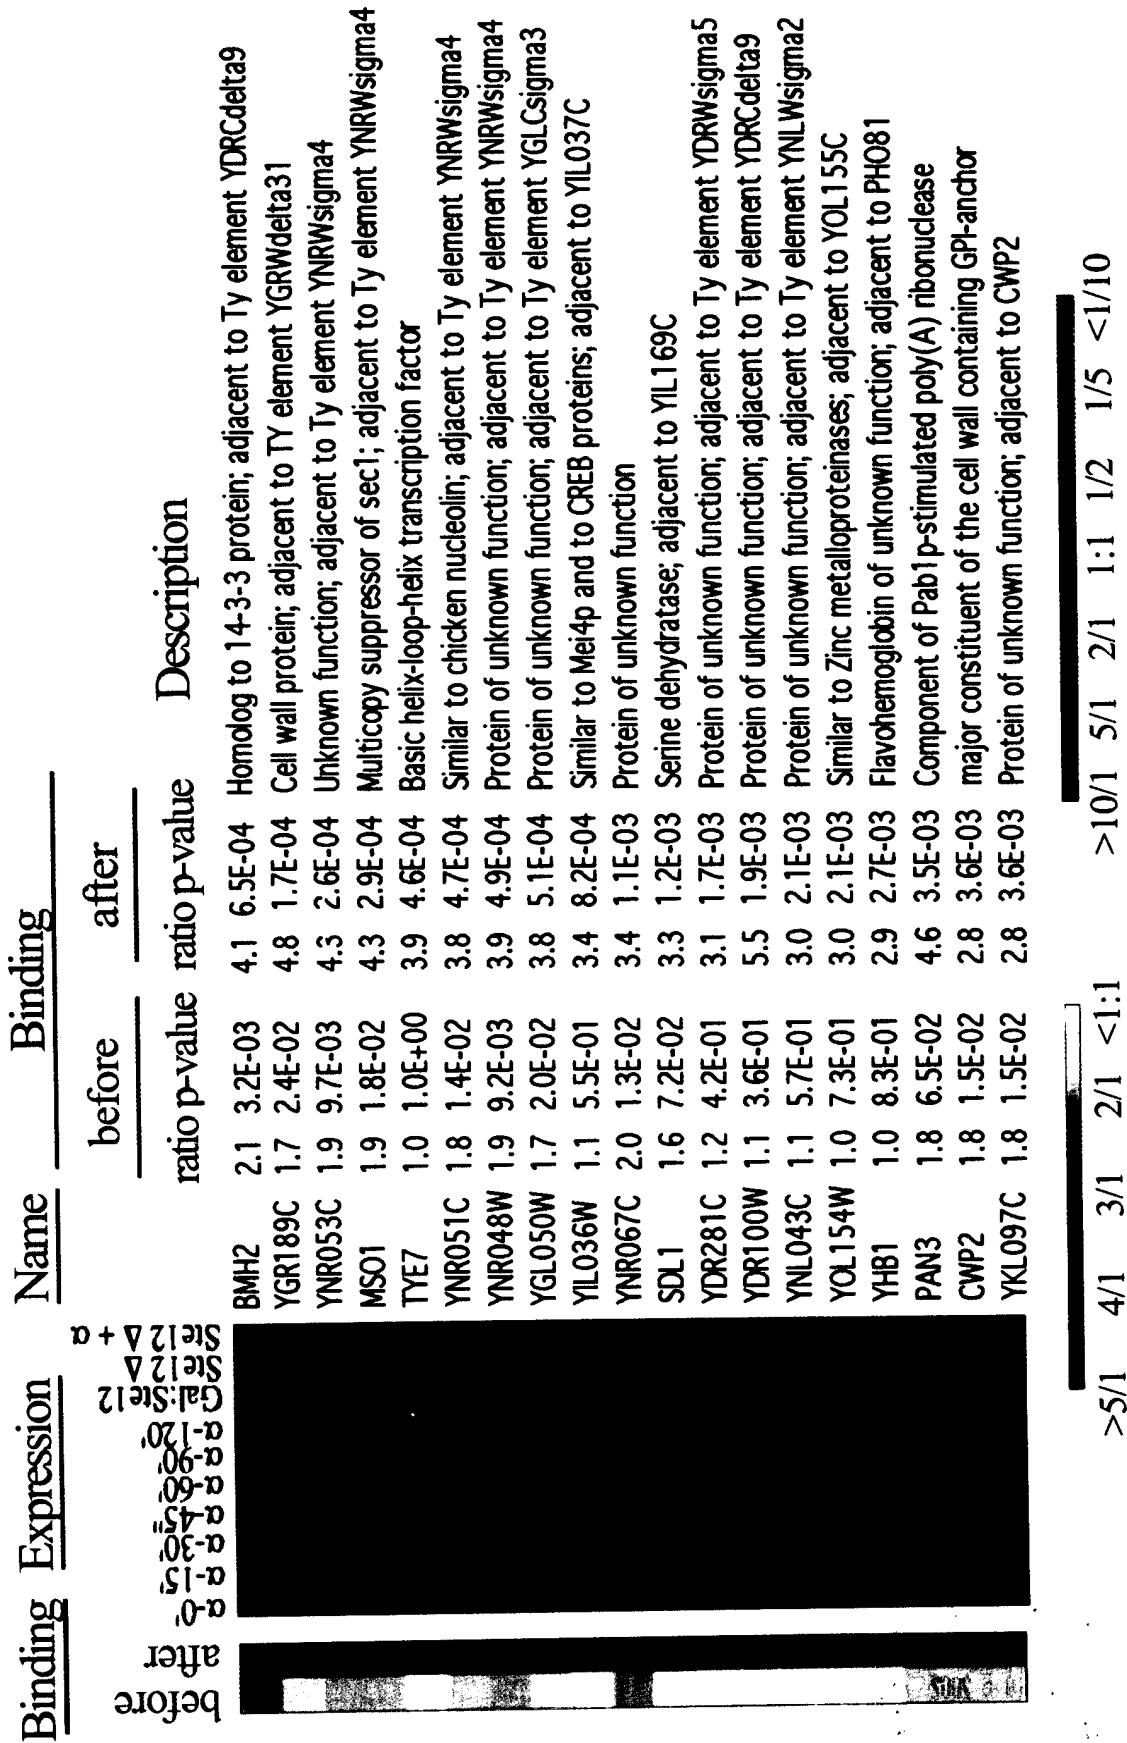 Binding Expression Name Binding
before after
before after α-0' α-15' α-30' α-45" α-60' α-90' α-120' Gal:Ste12 Ste12 Δ Ste12 Δ + α ratio p-value ratio p-value Description
BMH2 2.1 3.2E-03 4.1 6.5E-04 Homolog to 14-3-3 protein; adjacent to Ty element YDRCdelta9
YGR189C 1.7 2.4E-02 4.8 1.7E-04 Cell wall protein; adjacent to TY element YGRWdelta31
YNR053C 1.9 9.7E-03 4.3 2.6E-04 Unknown function; adjacent to Ty element YNRWsigma4
MSO1 1.9 1.8E-02 4.3 2.9E-04 Multicopy suppressor of sec1; adjacent to Ty element YNRWsigma4
TYE7 1.0 1.0E+00 3.9 4.6E-04 Basic helix-loop-helix transcription factor
YNR051C 1.8 1.4E-02 3.8 4.7E-04 Similar to chicken nucleolin; adjacent to Ty element YNRWsigma4
YNR048W 1.9 9.2E-03 3.9 4.9E-04 Protein of unknown function; adjacent to Ty element YNRWsigma4
YGL050W 1.7 2.0E-02 3.8 5.1E-04 Protein of unknown function; adjacent to Ty element YGLCsigma3
YIL036W 1.1 5.5E-01 3.4 8.2E-04 Similar to Mei4p and to CREB proteins; adjacent to YIL037C
YNR067C 2.0 1.3E-02 3.4 1.1E-03 Protein of unknown function
SDL1 1.6 7.2E-02 3.3 1.2E-03 Serine dehydratase; adjacent to YIL169C
YDR281C 1.2 4.2E-01 3.1 1.7E-03 Protein of unknown function; adjacent to Ty element YDRWsigma5
YDR100W 1.1 3.6E-01 5.5 1.9E-03 Protein of unknown function; adjacent to Ty element YDRCdelta9
YNL043C 1.1 5.7E-01 3.0 2.1E-03 Protein of unknown function; adjacent to Ty element YNLWsigma2
YOL154W 1.0 7.3E-01 3.0 2.1E-03 Similar to Zinc metalloproteinases; adjacent to YOL155C
YHB1 1.0 8.3E-01 2.9 2.7E-03 Flavohemoglobin of unknown function; adjacent to PHO81
PAN3 1.8 6.5E-02 4.6 3.5E-03 Component of Pab1p-stimulated poly(A) ribonuclease
CWP2 1.8 1.5E-02 2.8 3.6E-03 major constituent of the cell wall containing GPI-anchor
YKL097C 1.8 1.5E-02 2.8 3.6E-03 Protein of unknown function; adjacent to CWP2
>5/1 4/1 3/1 2/1 <1:1 >10/1 5/1 2/1 1:1 1/2 1/5 <1/10